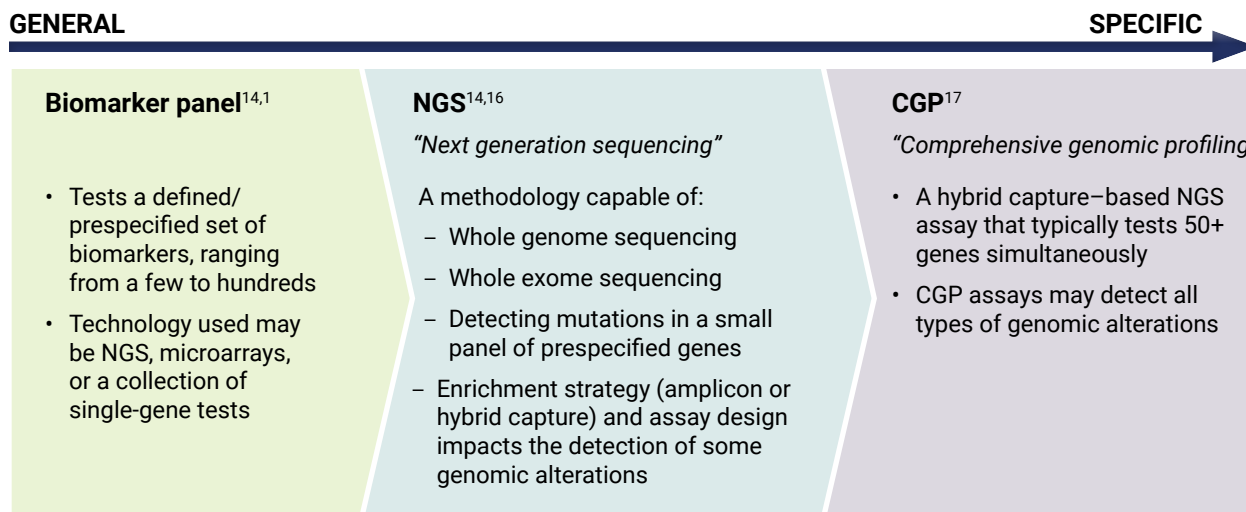 GENERAL
SPECIFIC
Biomarker panel14,1
• Tests a defined/
prespecified set of
biomarkers, ranging
from a few to hundreds
• Technology used may
be NGS, microarrays,
or a collection of
single-gene tests
NGS14,16
“Next generation sequencing”
A methodology capable of:
– Whole genome sequencing
– Whole exome sequencing
– Detecting mutations in a small
panel of prespecified genes
– Enrichment strategy (amplicon or
hybrid capture) and assay design
impacts the detection of some
genomic alterations
CGP17
“Comprehensive genomic profiling
• A hybrid capture–based NGS
assay that typically tests 50+
genes simultaneously
• CGP assays may detect all
types of genomic alterations